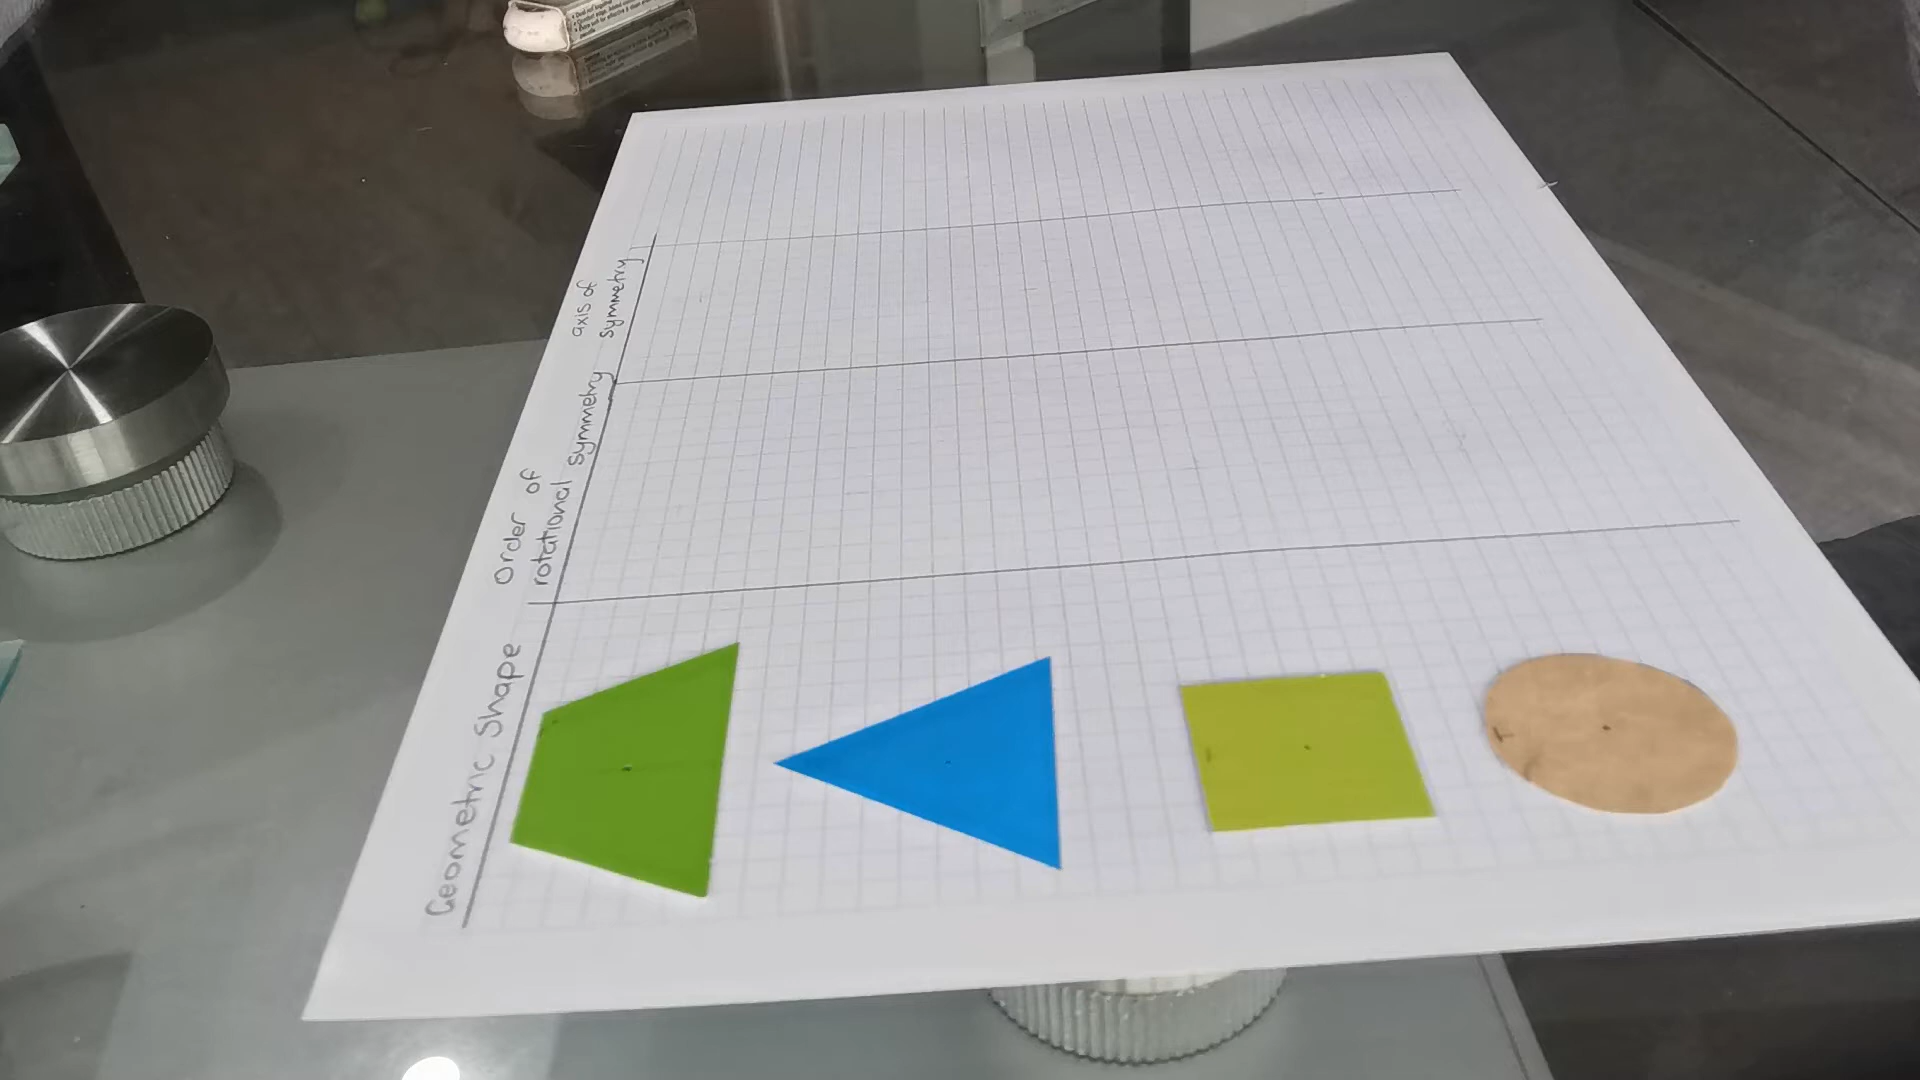 Geometric Shape
Order of
rotational symmetry
axis of
symmetry